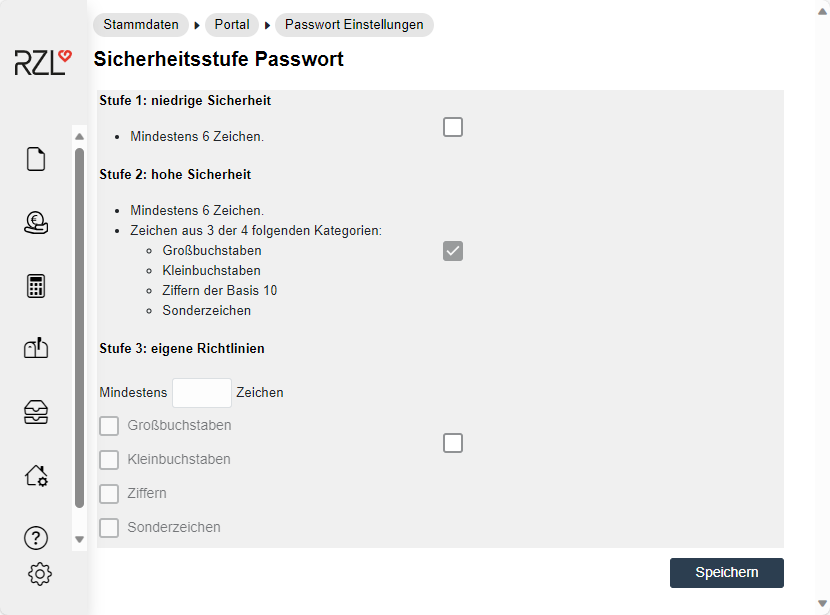 Stammdaten ▸ Portal ▸ Passwort Einstellungen
RZL
Sicherheitsstufe Passwort
Stufe 1: niedrige Sicherheit
• Mindestens 6 Zeichen.
Stufe 2: hohe Sicherheit
• Mindestens 6 Zeichen.
• Zeichen aus 3 der 4 folgenden Kategorien:
◦ Großbuchstaben
◦ Kleinbuchstaben
◦ Ziffern der Basis 10
◦ Sonderzeichen
Stufe 3: eigene Richtlinien
Mindestens Zeichen
Großbuchstaben
Kleinbuchstaben
Ziffern
Sonderzeichen
Speichern